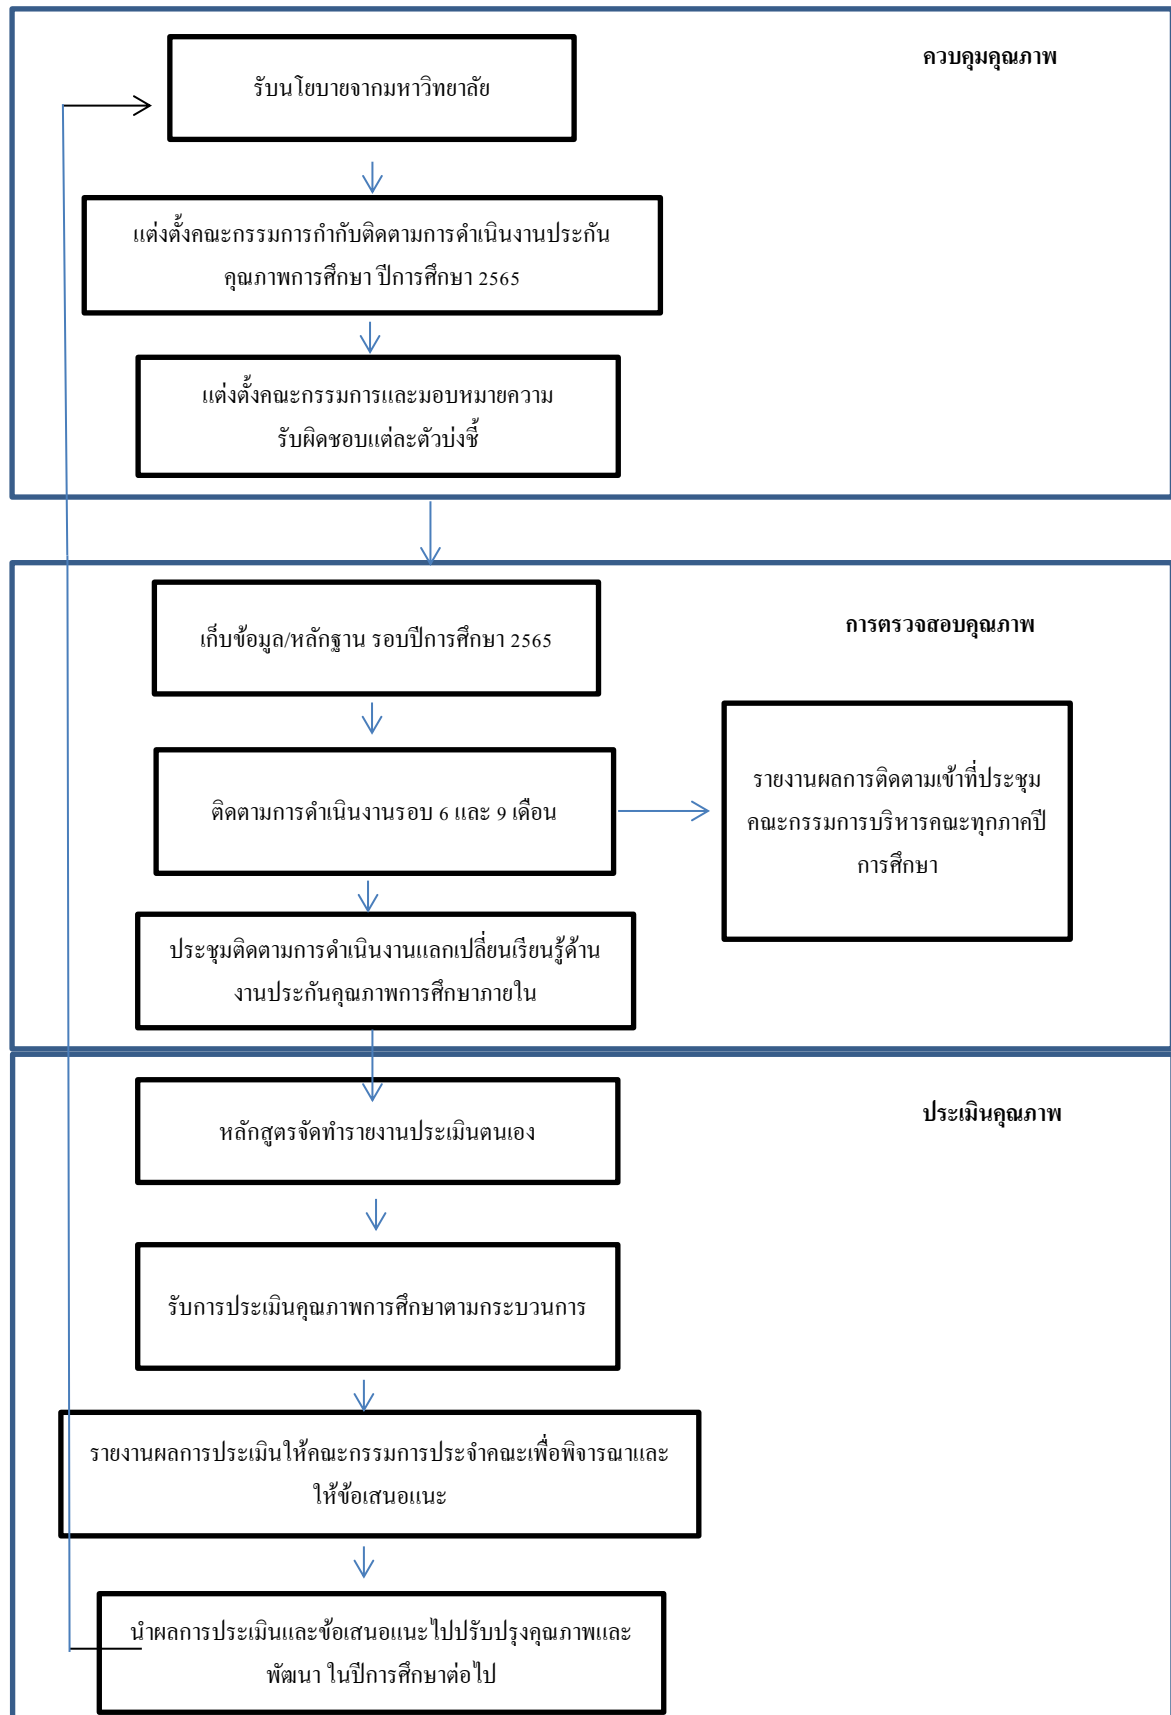 ควบคุมคุณภาพ
รับนโยบายจากมหาวิทยาลัย
แต่งตั้งคณะกรรมการกำกับติดตามการดำเนินงานประกัน
คุณภาพการศึกษา ปีการศึกษา 2565
แต่งตั้งคณะกรรมการและมอบหมายความ
รับผิดชอบแต่ละตัวบ่งชี้
การตรวจสอบคุณภาพ
เก็บข้อมูล/หลักฐาน รอบปีการศึกษา 2565
ติดตามการดำเนินงานรอบ 6 และ 9 เดือน
รายงานผลการติดตามเข้าที่ประชุม
คณะกรรมการบริหารคณะทุกภาคปี
การศึกษา
ประชุมติดตามการดำเนินงานแลกเปลี่ยนเรียนรู้ด้าน
งานประกันคุณภาพการศึกษาภายใน
ประเมินคุณภาพ
หลักสูตรจัดทำรายงานประเมินตนเอง
รับการประเมินคุณภาพการศึกษาตามกระบวนการ
รายงานผลการประเมินให้คณะกรรมการประจำคณะเพื่อพิจารณาและ
ให้ข้อเสนอแนะ
นำผลการประเมินและข้อเสนอแนะไปปรับปรุงคุณภาพและ
พัฒนา ในปีการศึกษาต่อไป